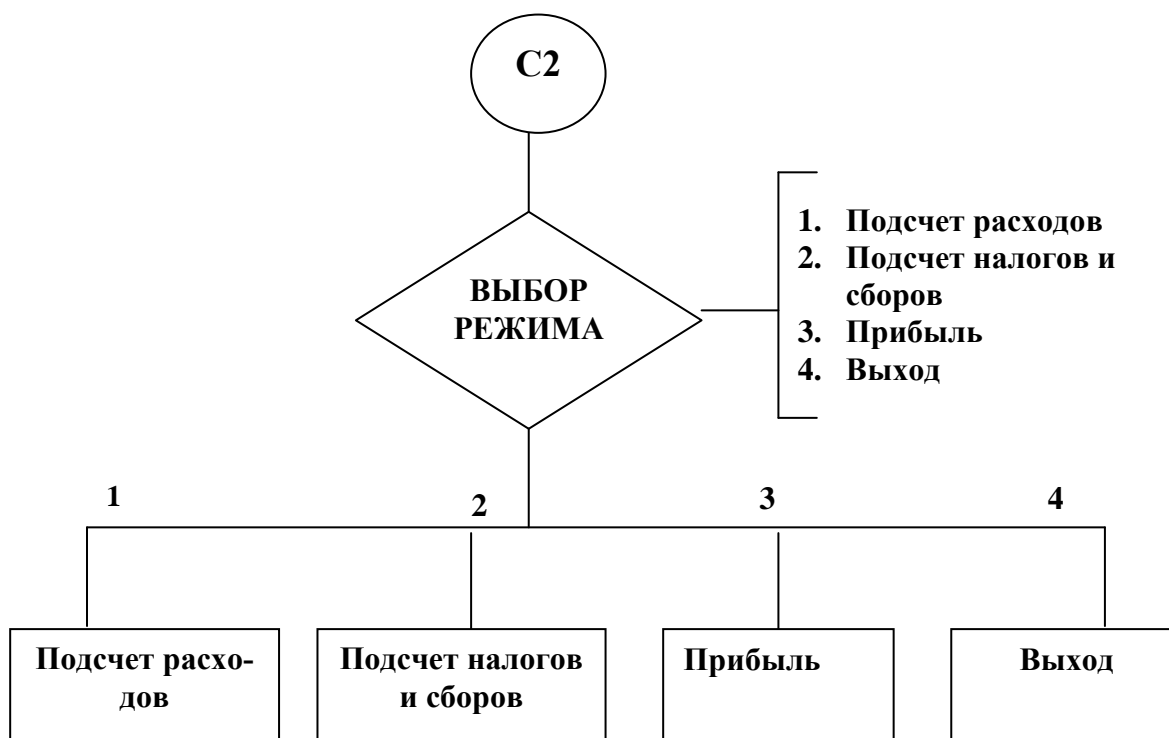 С2
ВЫБОР
РЕЖИМА
1. Подсчет расходов
2. Подсчет налогов и
сборов
3. Прибыль
4. Выход
1
2
3
4
Подсчет расхо-
дов
Подсчет налогов
и сборов
Прибыль
Выход